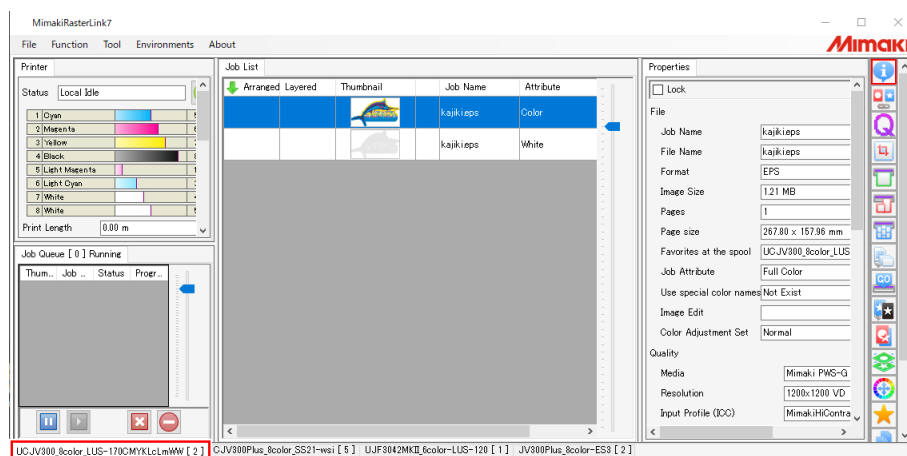 MimakiRasterLink7
File Function Tool Environments About
Mimaki
Printer
Status Local Idle
1 Cyan
2 Magenta
3 Yellow
4 Black
5 Light Magenta
6 Light Cyan
7 White
8 White
Print Length 0.00 m
Job Queue [ 0 ] Running
Thum... Job ... Status Progr...
Job List
Arranged Layered Thumbnail Job Name Attribute
kajiki.eps Color
kajiki.eps White
Properties
Lock
File
Job Name kajiki.eps
File Name kajiki.eps
Format EPS
Image Size 1.21 MB
Pages 1
Page size 267.80 x 157.96 mm
Favorites at the spool UCJV300_8color_LUS
Job Attribute Full Color
Use special color names Not Exist
Image Edit
Color Adjustment Set Normal
Quality
Media Mimaki PWS-G
Resolution 1200x1200 VD
Input Profile (ICC) MimakiHiContra
UCJV300_8color_LUS-170CMYKLcLmWW [ 2 ] CJV300Plus_8color_SS21-wsi [ 5 ] UJF3042MKII_6color-LUS-120 [ 1 ] JV300Plus_8color-ES3 [ 2 ]